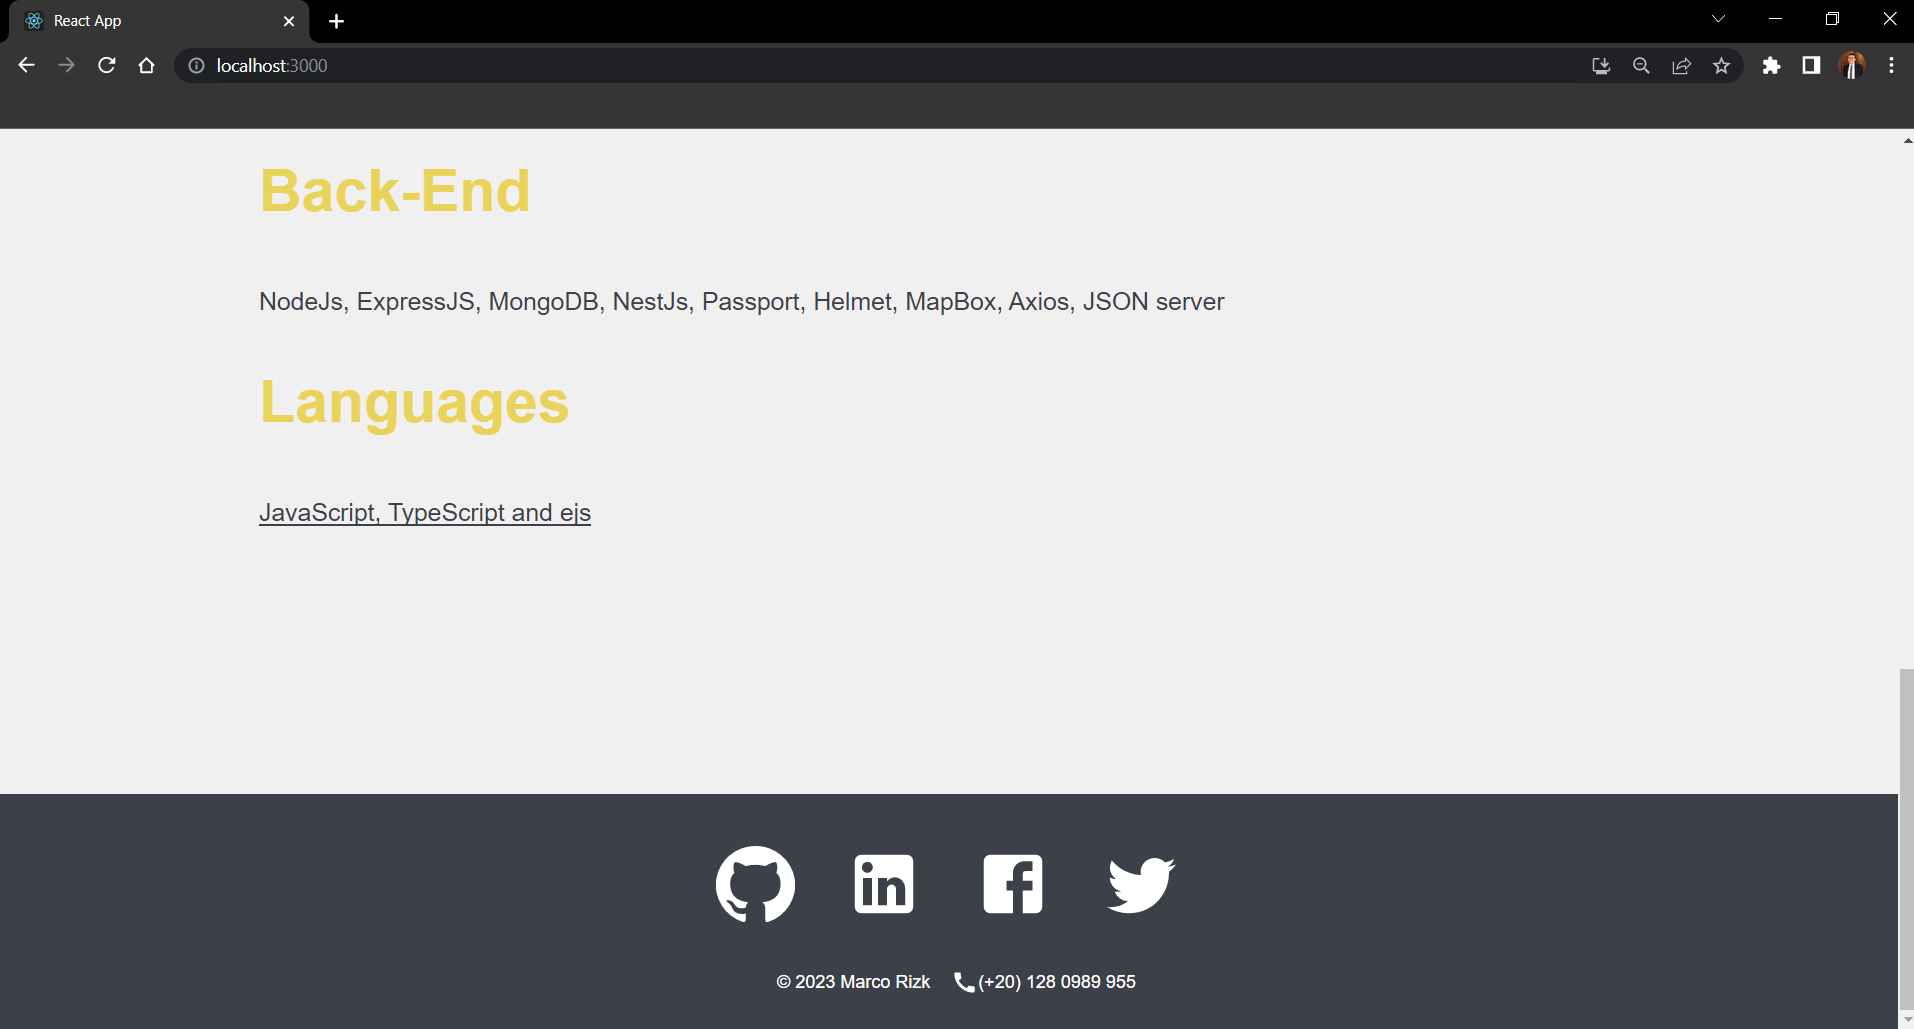 React App
localhost:3000
Back-End
NodeJs, ExpressJS, MongoDB, NestJs, Passport, Helmet, MapBox, Axios, JSON server
Languages
JavaScript, TypeScript and ejs
© 2023 Marco Rizk (+20) 128 0989 955